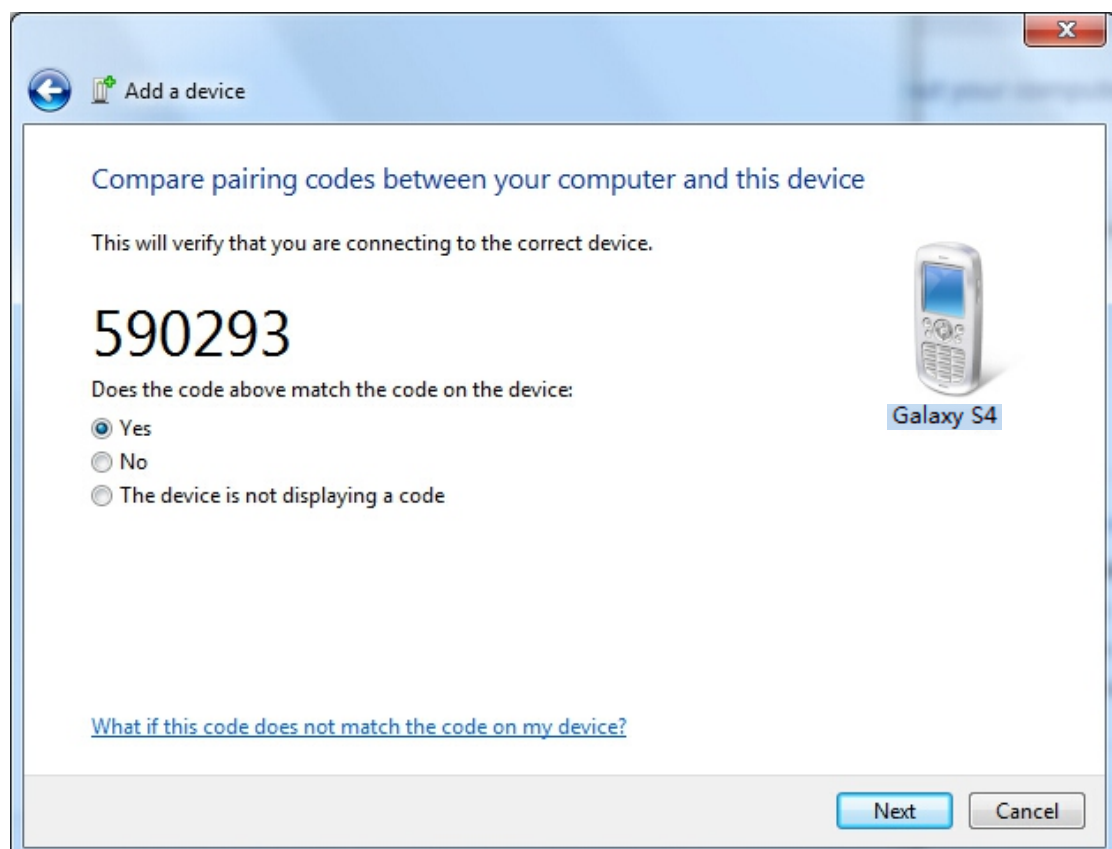 Add a device
Compare pairing codes between your computer and this device
This will verify that you are connecting to the correct device.
590293
Does the code above match the code on the device:
Yes
No
The device is not displaying a code
Galaxy S4
What if this code does not match the code on my device?
Next
Cancel